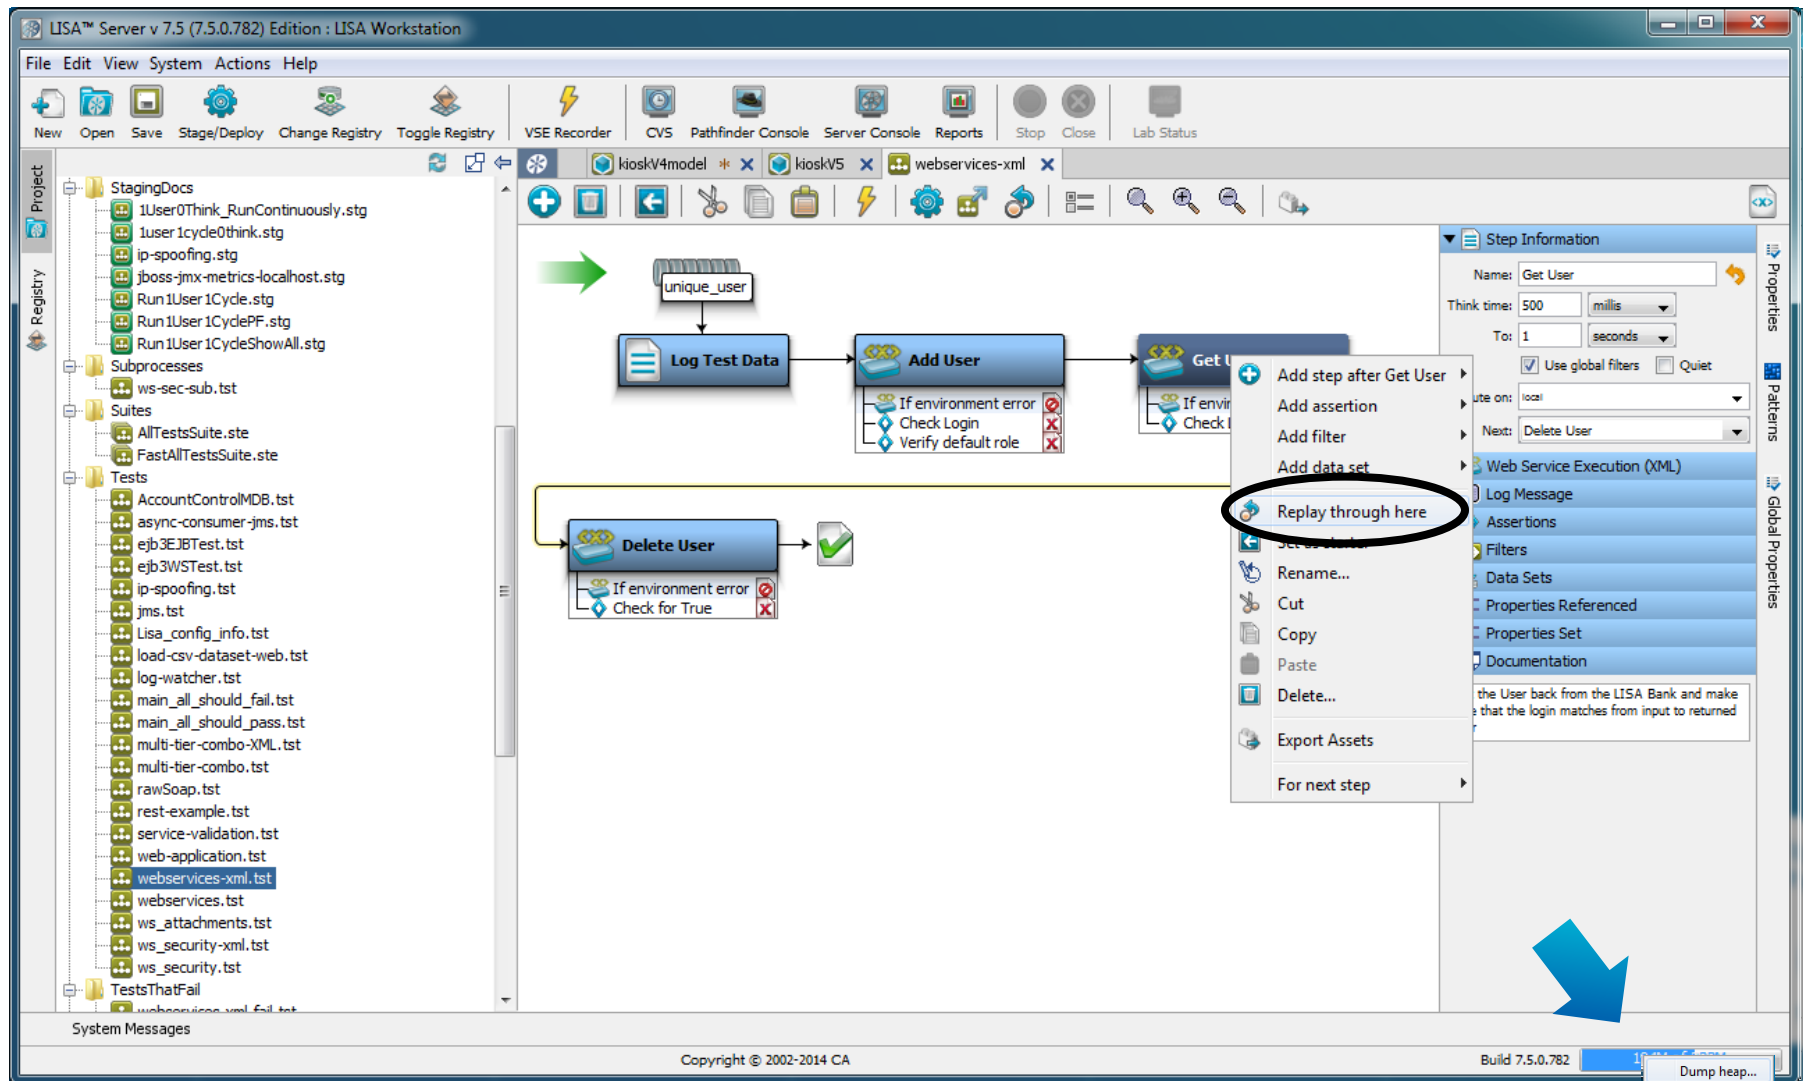 LISA™ Server v 7.5 (7.5.0.782) Edition : LISA Workstation
File Edit View System Actions Help
New Open Save Stage/Deploy Change Registry Toggle Registry VSE Recorder CVS Pathfinder Console Server Console Reports Stop Close Lab Status
Project
Registry
kioskV4model
kioskV5
webservices-xml
StagingDocs
1User0Think_RunContinuously.stg
1user1cycle0think.stg
ip-spoofing.stg
jboss-jmx-metrics-localhost.stg
Run1User1Cycle.stg
Run1User1CyclePF.stg
Run1User1CycleShowAll.stg
Subprocesses
ws-sec-sub.tst
Suites
AllTestsSuite.ste
FastAllTestsSuite.ste
Tests
AccountControlMDB.tst
async-consumer-jms.tst
ejb3EJBTest.tst
ejb3WSTest.tst
ip-spoofing.tst
jms.tst
Lisa_config_info.tst
load-csv-dataset-web.tst
log-watcher.tst
main_all_should_fail.tst
main_all_should_pass.tst
multi-tier-combo-XML.tst
multi-tier-combo.tst
rawSoap.tst
rest-example.tst
service-validation.tst
web-application.tst
webservices-xml.tst
webservices.tst
ws_attachments.tst
ws_security-xml.tst
ws_security.tst
TestsThatFail
unique_user
Log Test Data
Add User
If environment error
Check Login
Verify default role
Get
If
Check
Delete User
If environment error
Check for True
Add step after Get User
Add assertion
Add filter
Add data set
Replay through here
Rename...
Cut
Copy
Paste
Delete...
Export Assets
For next step
Step Information
Name: Get User
Think time: 500 millis
To: 1 seconds
Use global filters Quiet
on: local
Next: Delete User
Web Service Execution (XML)
Log Message
Assertions
Filters
Data Sets
Properties Referenced
Properties Set
Documentation
the User back from the LISA Bank and make
that the login matches from input to returned
Properties
Patterns
Global Properties
System Messages
Copyright © 2002-2014 CA
Build 7.5.0.782
Dump heap...